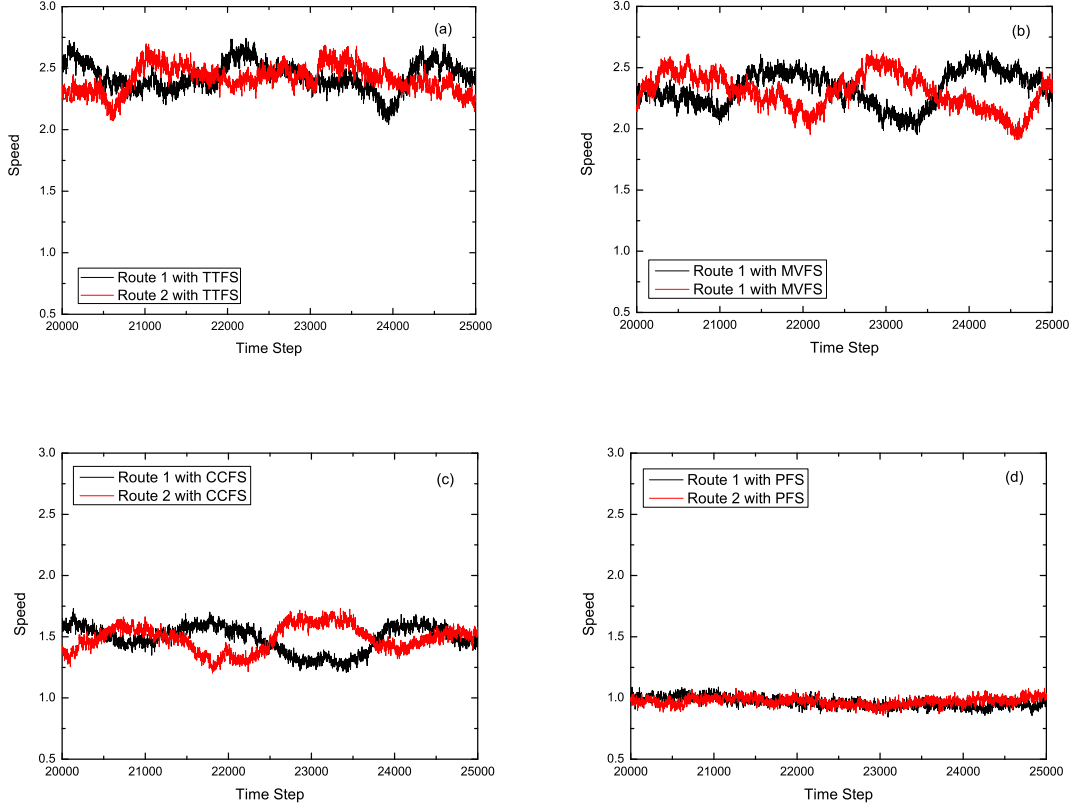 (a)
3.0
2.5
2.0
1.5
1.0
0.5
Speed
Route 1 with TTFS
Route 2 with TTFS
20000 21000 22000 23000 24000 25000
Time Step
(b)
3.0
2.5
2.0
1.5
1.0
0.5
Speed
Route 1 with MVFS
Route 1 with MVFS
20000 21000 22000 23000 24000 25000
Time Step
(c)
3.0
2.5
2.0
1.5
1.0
0.5
Speed
Route 1 with CCFS
Route 2 with CCFS
20000 21000 22000 23000 24000 25000
Time Step
(d)
3.0
2.5
2.0
1.5
1.0
0.5
Speed
Route 1 with PFS
Route 2 with PFS
20000 21000 22000 23000 24000 25000
Time Step